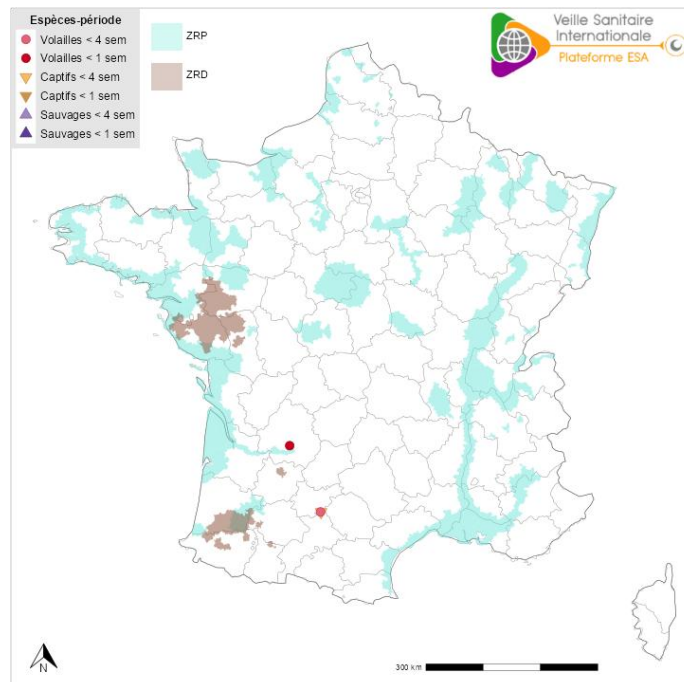 Espèces-période
Volailles < 4 sem
Volailles < 1 sem
Captifs < 4 sem
Captifs < 1 sem
Sauvages < 4 sem
Sauvages < 1 sem
ZRP
ZRD
Veille Sanitaire
Internationale
Plateforme ESA
N
300 km